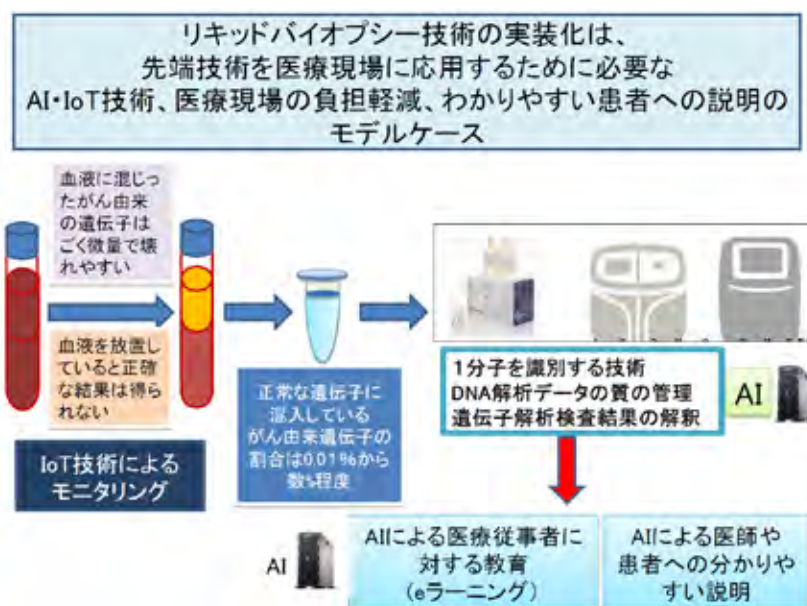 リキッドバイオプシー技術の実装化は、
先端技術を医療現場に応用するために必要な
AI・IoT技術、医療現場の負担軽減、わかりやすい患者への説明の
モデルケース
血液に混じっ
たがん由来
の遺伝子は
ごく微量で壊
れやすい
血液を放置し
ていると正確
な結果は得ら
れない
IoT技術による
モニタリング
正常な遺伝子に
混入している
がん由来遺伝子の
割合は0.01%から
数%程度
1分子を識別する技術
DNA解析データの質の管理
遺伝子解析検査結果の解釈
AI
AI
AIによる医療従事者に
対する教育
(eラーニング)
AIによる医師や
患者への分かりや
すい説明